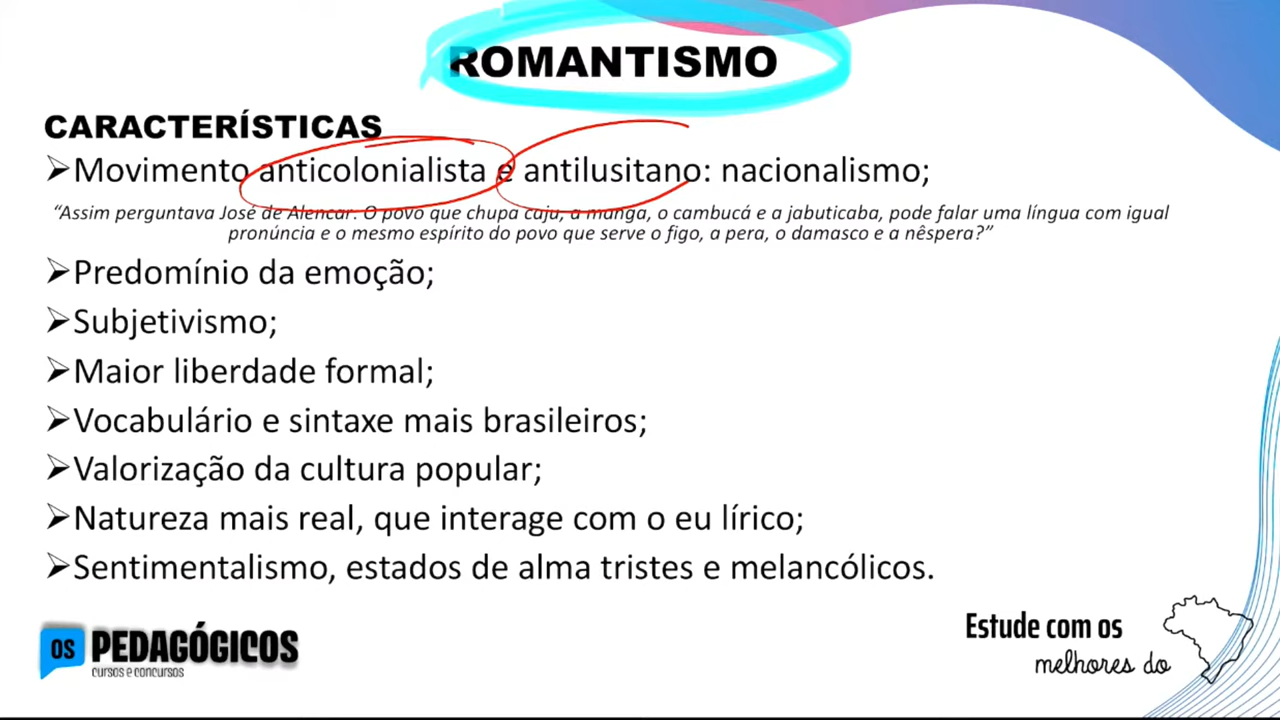 ROMANTISMO
CARACTERÍSTICAS
➢Movimento anticolonialista e antilusitano: nacionalismo;
“Assim perguntava José de Alencar: O povo que chupa caju, a manga, o cambucá e a jabuticaba, pode falar uma língua com igual
pronúncia e o mesmo espírito do povo que serve o figo, a pera, o damasco e a nêspera?”
➢Predomínio da emoção;
➢Subjetivismo;
➢Maior liberdade formal;
➢Vocabulário e sintaxe mais brasileiros;
➢Valorização da cultura popular;
➢Natureza mais real, que interage com o eu lírico;
➢Sentimentalismo, estados de alma tristes e melancólicos.
OS PEDAGÓGICOS
cursos e concursos
Estude com os
melhores do